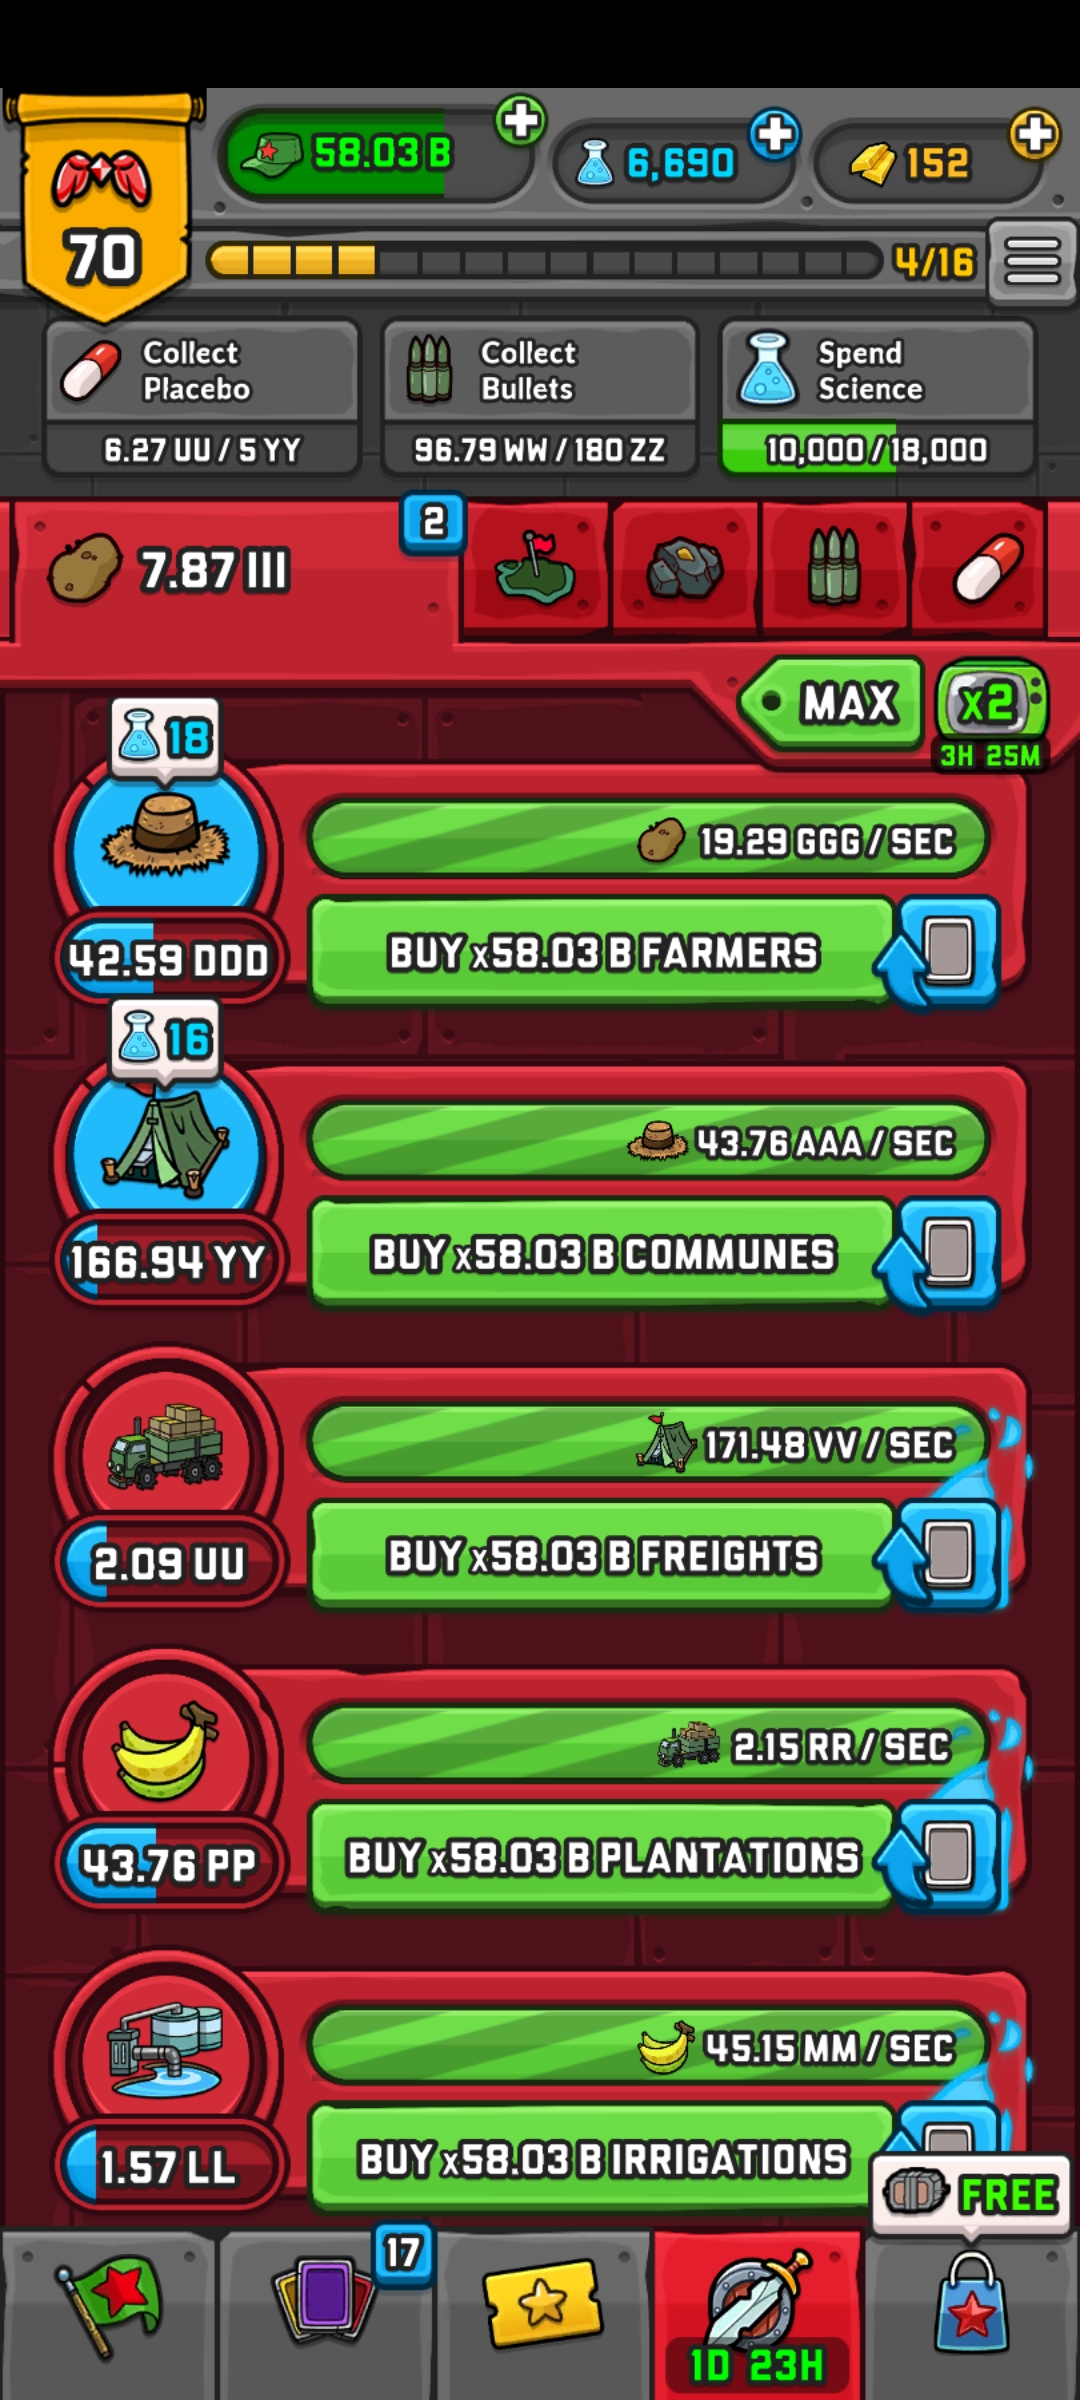 70
58.03 B
6,690
152
4/16
Collect
Placebo
6.27 UU / 5 YY
Collect
Bullets
96.79 WW / 180 ZZ
Spend
Science
10,000 / 18,000
7.87 III
2
MAX
x2
3H 25M
18
19.29 GGG / SEC
42.59 DDD
BUY x58.03 B FARMERS
16
43.76 AAA / SEC
166.94 YY
BUY x58.03 B COMMUNES
171.48 VV / SEC
2.09 UU
BUY x58.03 B FREIGHTS
2.15 RR / SEC
43.76 PP
BUY x58.03 B PLANTATIONS
45.15 MM / SEC
1.57 LL
BUY x58.03 B IRRIGATIONS
FREE
17
1D 23H